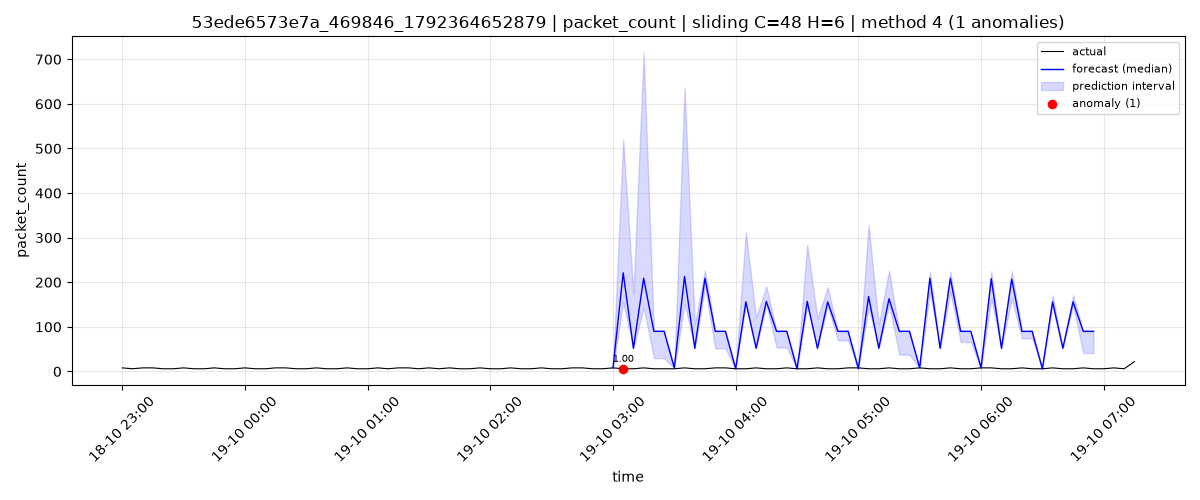 53ede6573e7a_469846_1792364652879 | packet_count | sliding C=48 H=6 | method 4 (1 anomalies)
actual
forecast (median)
prediction interval
anomaly (1)
700
600
500
400
300
200
100
0
packet_count
1.00
18-10 23:00
19-10 00:00
19-10 01:00
19-10 02:00
19-10 03:00
19-10 04:00
19-10 05:00
19-10 06:00
19-10 07:00
time